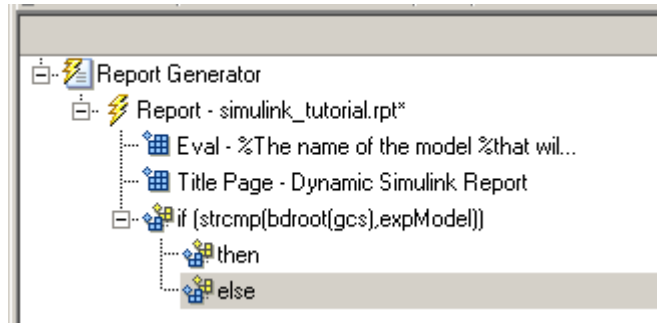 Report Generator
Report - simulink_tutorial.rpt*
Eval - %The name of the model %that wil...
Title Page - Dynamic Simulink Report
if (strcmp(bdroot(gcs),expModel))
then
else